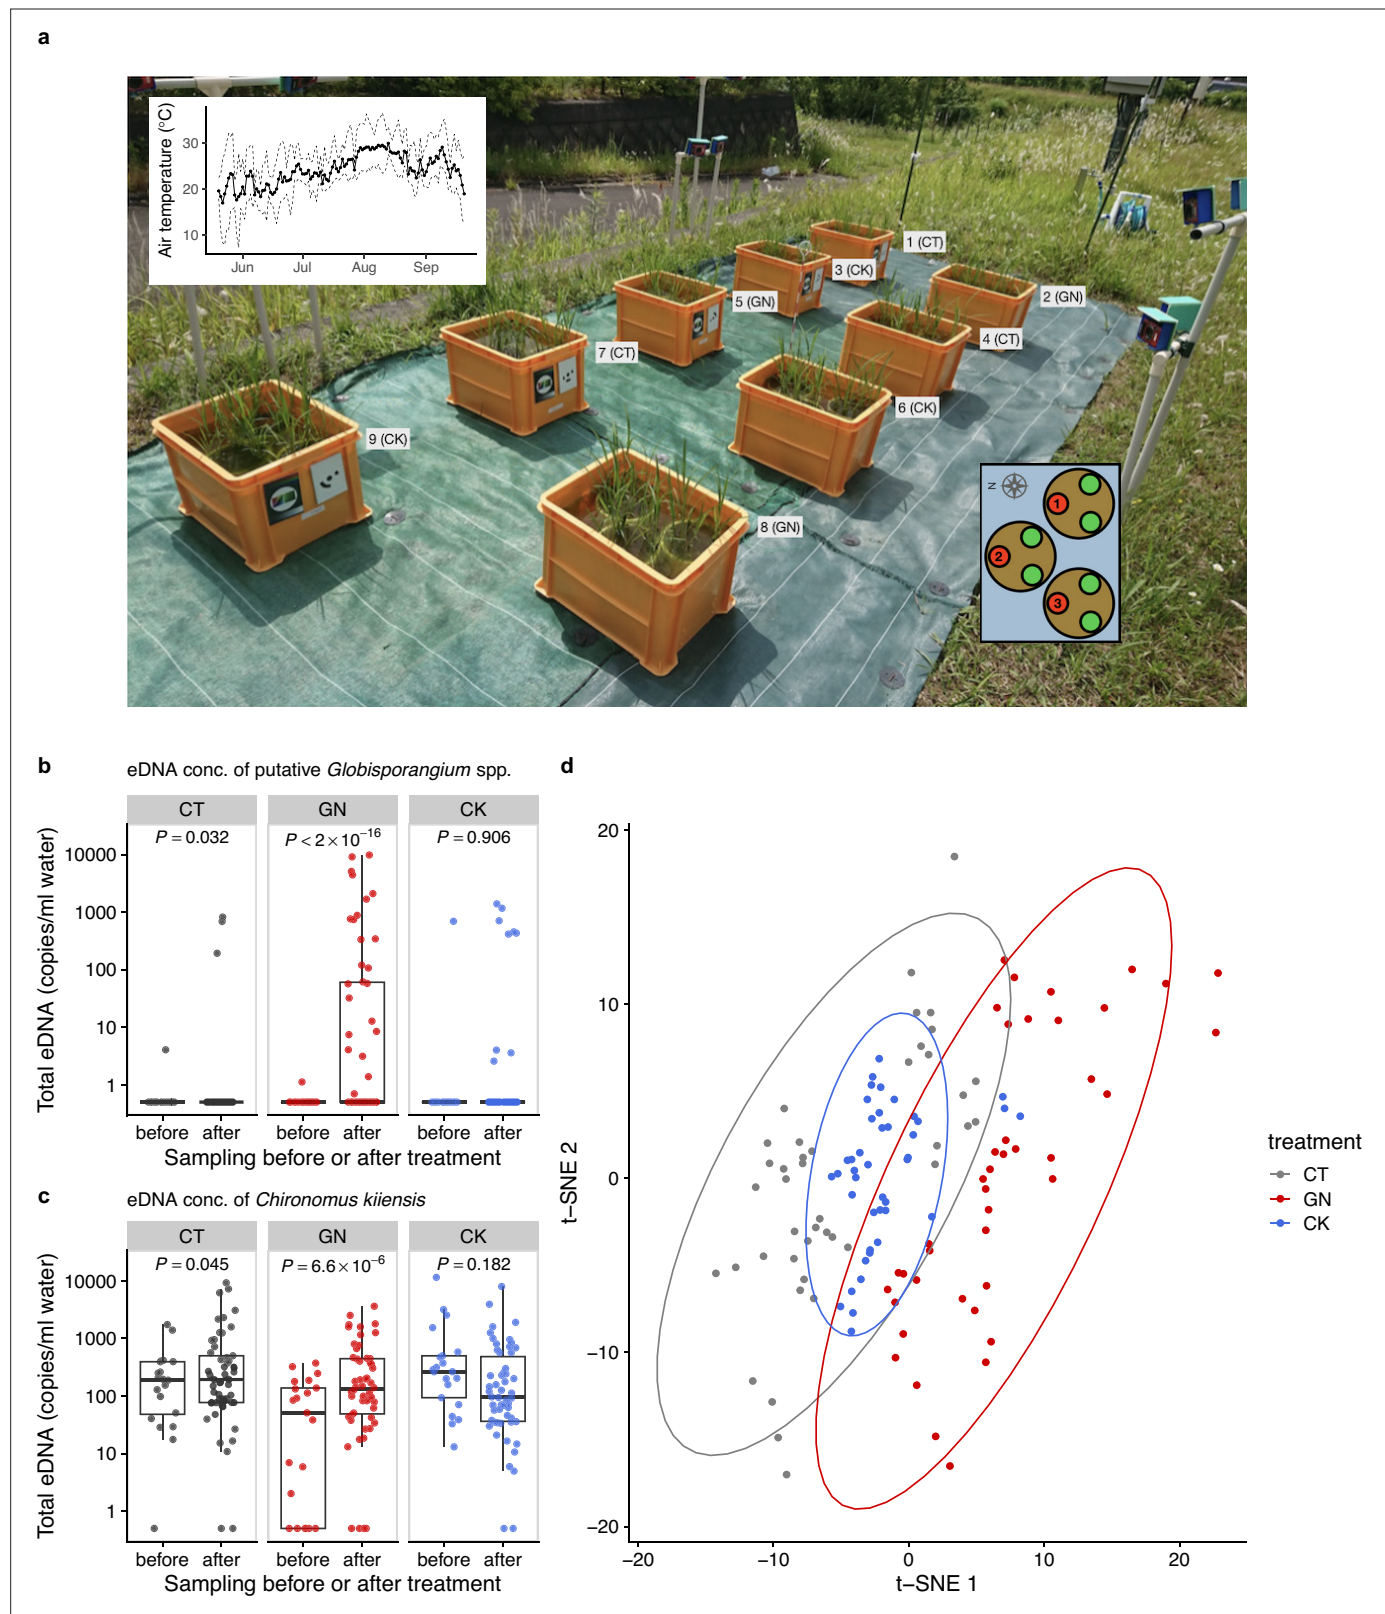 a
Air temperature (°C)
30
20
10
Jun Jul Aug Sep
1 (CT)
3 (CK)
2 (GN)
5 (GN)
4 (CT)
7 (CT)
6 (CK)
9 (CK)
8 (GN)
N
1
2
3
b
eDNA conc. of putative Globisporangium spp.
CT GN CK
P = 0.032 P < 2 × 10⁻¹⁶ P = 0.906
Total eDNA (copies/ml water)
10000
1000
100
10
1
before after before after before after
Sampling before or after treatment
c
eDNA conc. of Chironomus kiiensis
CT GN CK
P = 0.045 P = 6.6 × 10⁻⁶ P = 0.182
Total eDNA (copies/ml water)
10000
1000
100
10
1
before after before after before after
Sampling before or after treatment
d
t−SNE 2
20
10
0
−10
−20
−20 −10 0 10 20
t−SNE 1
treatment
CT
GN
CK